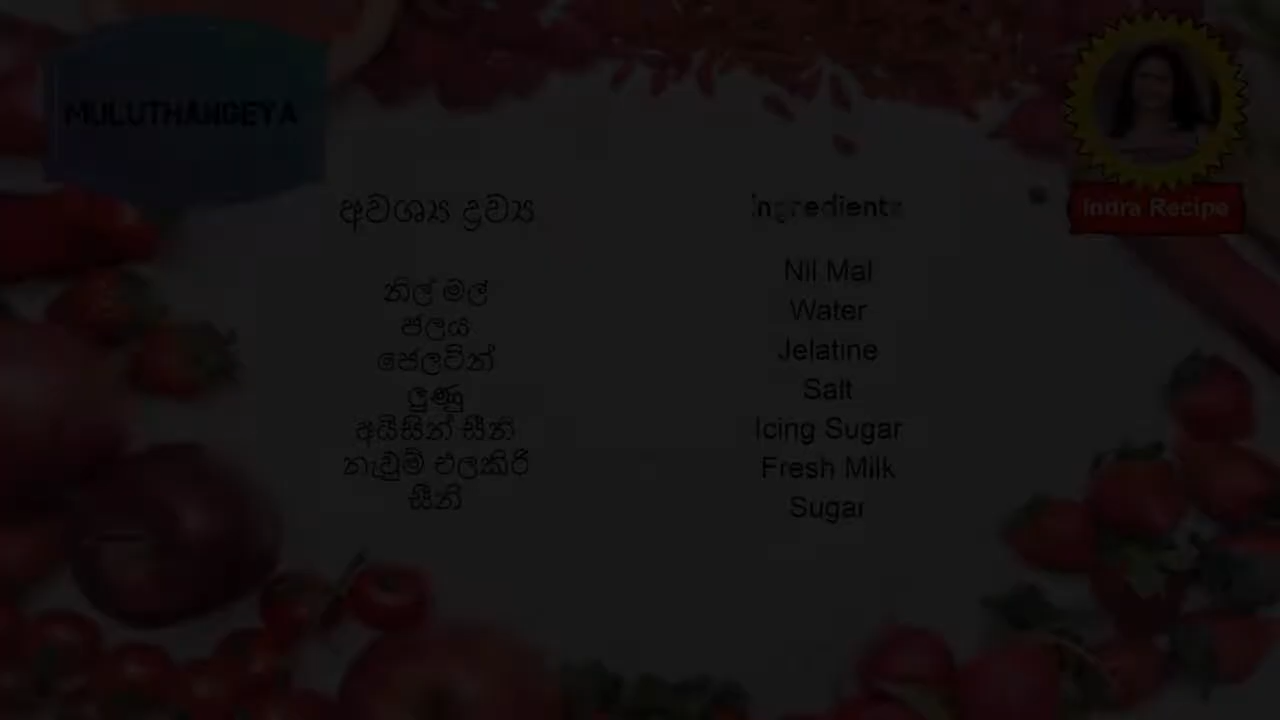 MULUTHANGEYA
Indra Recipe
අවශ්‍ය ද්‍රව්‍ය
නිල් මල්
ජලය
ජෙලටින්
ලුණු
අයිසින් සීනි
නැවුම් එලකිරි
සීනි
Ingredients
Nil Mal
Water
Jelatine
Salt
Icing Sugar
Fresh Milk
Sugar